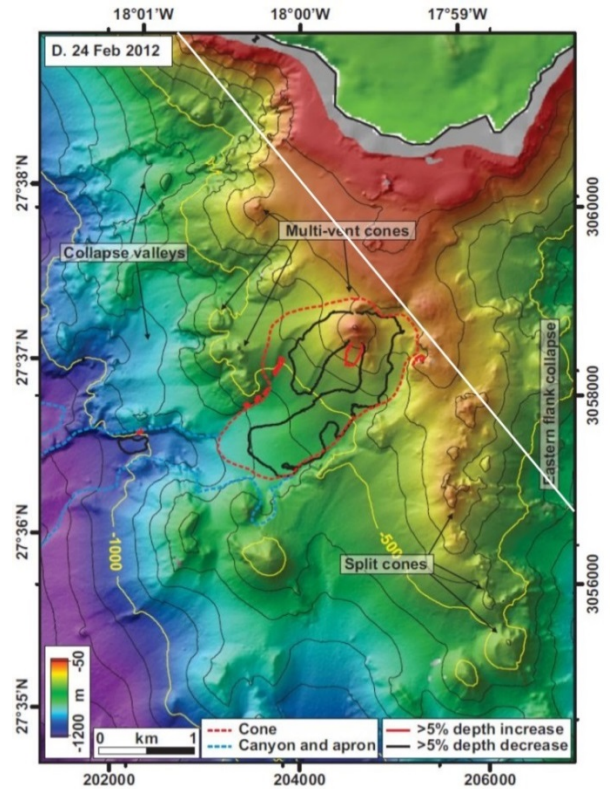 18°01'W 18°00'W 17°59'W
D. 24 Feb 2012
27°38'N
3060000
Multi-vent cones
Collapse valleys
27°37'N
3058000
Eastern flank collapse
27°36'N
-1000
-500
Split cones
3056000
27°35'N
-50
m
-1200
0 km 1
Cone
Canyon and apron
>5% depth increase
>5% depth decrease
202000 204000 206000